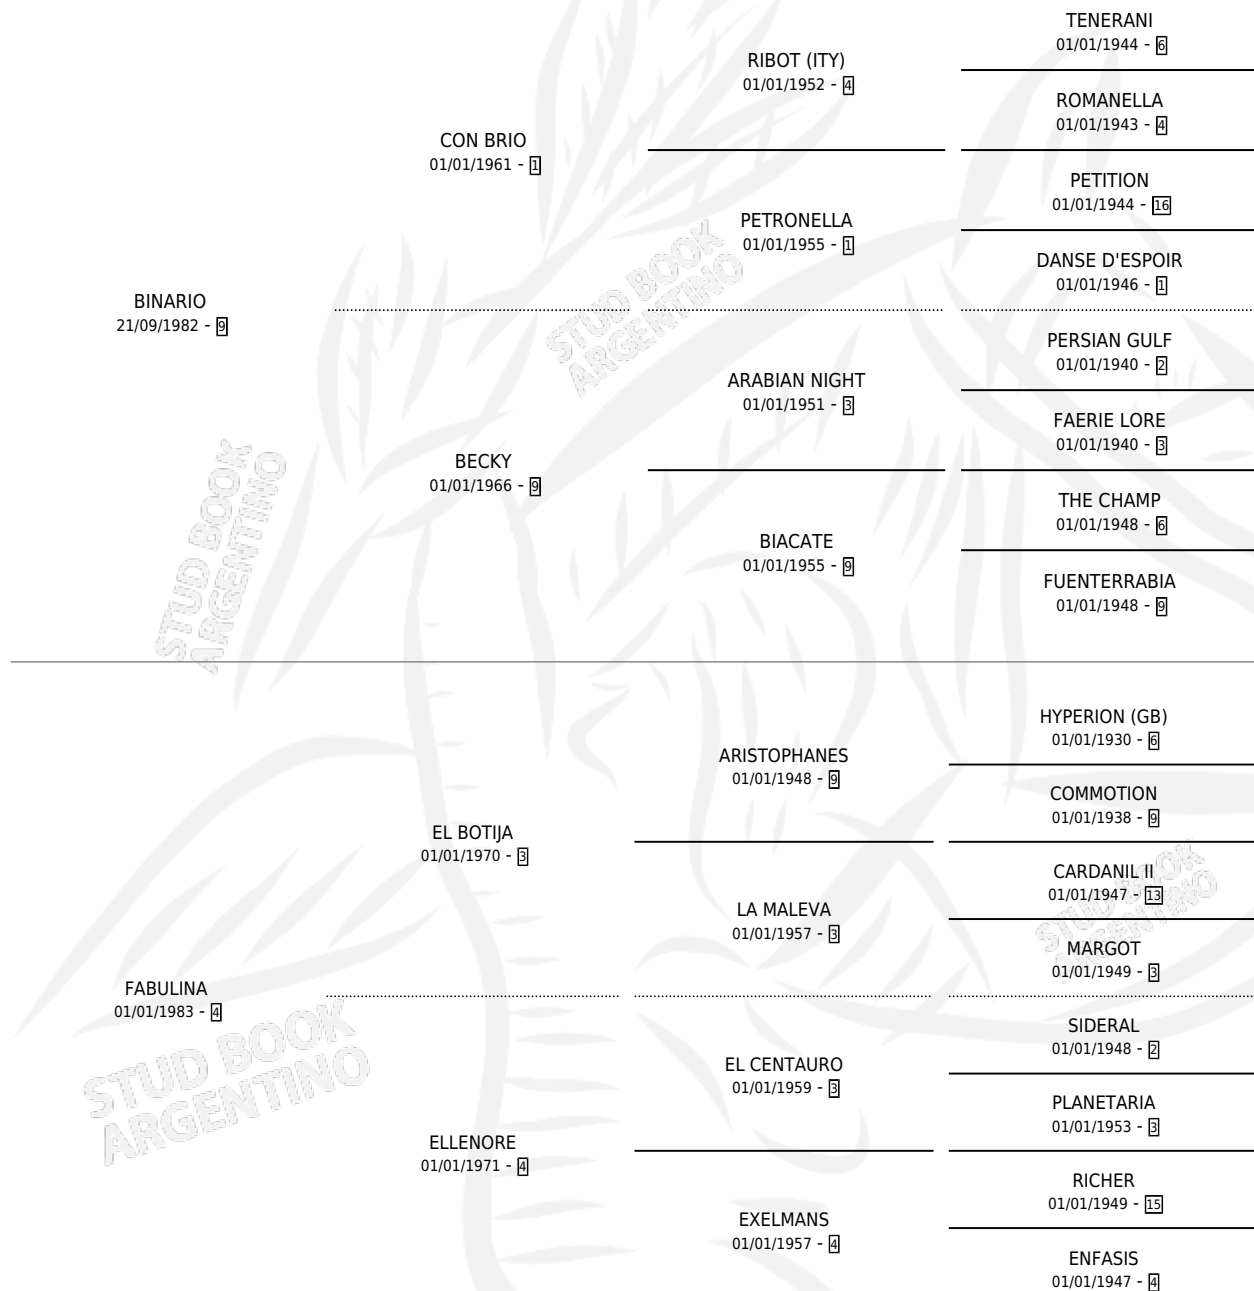 TENERANI
01/01/1944 - 6
RIBOT (ITY)
01/01/1952 - 4
ROMANELLA
01/01/1943 - 4
CON BRIO
01/01/1961 - 1
PETITION
01/01/1944 - 16
PETRONELLA
01/01/1955 - 1
DANSE D'ESPOIR
01/01/1946 - 1
BINARIO
21/09/1982 - 9
PERSIAN GULF
01/01/1940 - 2
ARABIAN NIGHT
01/01/1951 - 3
FAERIE LORE
01/01/1940 - 3
BECKY
01/01/1966 - 9
THE CHAMP
01/01/1948 - 6
BIACATE
01/01/1955 - 9
FUENTERRABIA
01/01/1948 - 9
STUD BOOK
ARGENTINO
STUD BOOK
ARGENTINO
HYPERION (GB)
01/01/1930 - 6
ARISTOPHANES
01/01/1948 - 9
COMMOTION
01/01/1938 - 9
EL BOTIJA
01/01/1970 - 3
CARDANIL II
01/01/1947 - 13
LA MALEVA
01/01/1957 - 3
MARGOT
01/01/1949 - 3
FABULINA
01/01/1983 - 4
SIDERAL
01/01/1948 - 2
EL CENTAURO
01/01/1959 - 3
PLANETARIA
01/01/1953 - 3
ELLENORE
01/01/1971 - 4
RICHER
01/01/1949 - 15
EXELMANS
01/01/1957 - 4
ENFASIS
01/01/1947 - 4
STUD BOOK
ARGENTINO
STUD BOOK
ARGENTINO